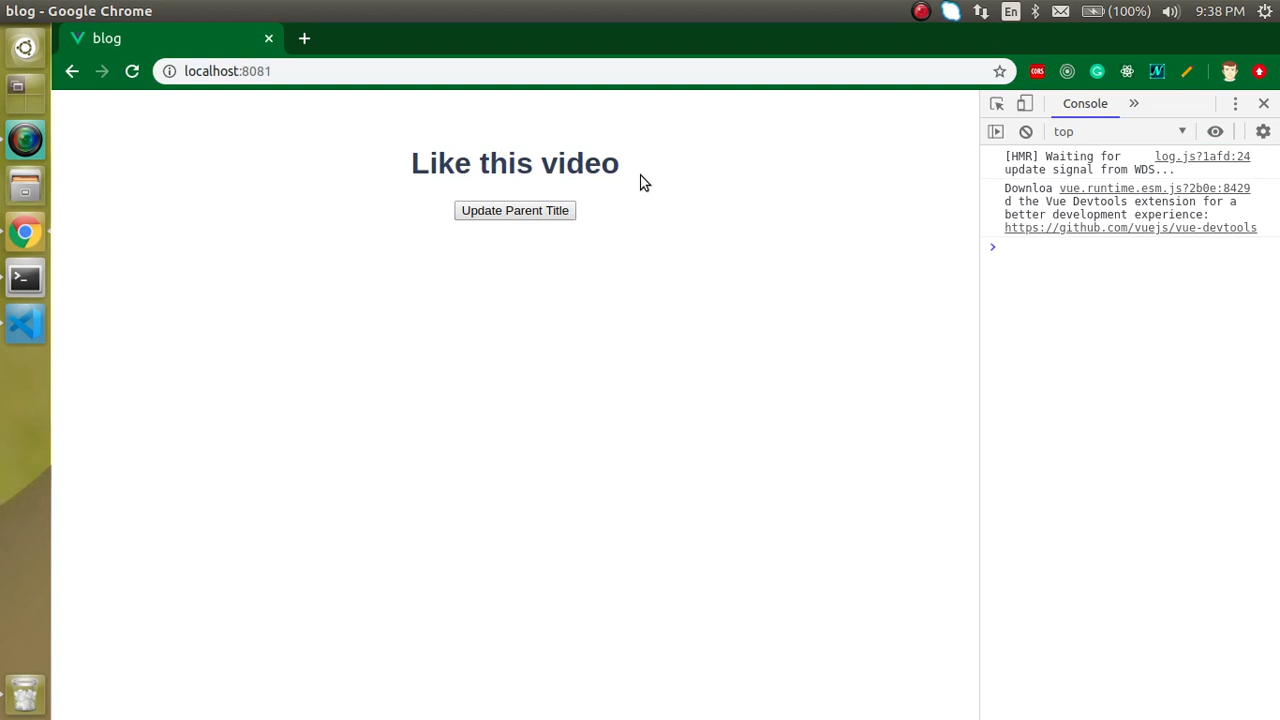 blog - Google Chrome
En
(100%)
9:38 PM
blog
localhost:8081
CORS
N
Console
top
Like this video
Update Parent Title
[HMR] Waiting for log.js?1afd:24
update signal from WDS...
Downloa vue.runtime.esm.js?2b0e:8429
d the Vue Devtools extension for a
better development experience:
https://github.com/vuejs/vue-devtools